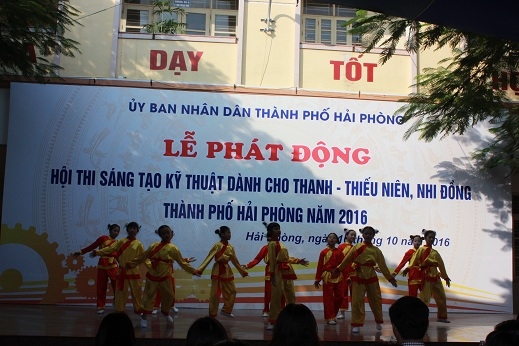 DẠY TỐT
ỦY BAN NHÂN DÂN THÀNH PHỐ HẢI PHÒNG
LỄ PHÁT ĐỘNG
HỘI THI SÁNG TẠO KỸ THUẬT DÀNH CHO THANH - THIẾU NIÊN, NHI ĐỒNG
THÀNH PHỐ HẢI PHÒNG NĂM 2016
Hải Phòng, ngày tháng 10 năm 2016